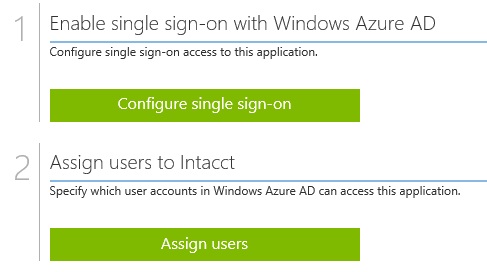 1 Enable single sign-on with Windows Azure AD
Configure single sign-on access to this application.
Configure single sign-on
2 Assign users to Intacct
Specify which user accounts in Windows Azure AD can access this application.
Assign users